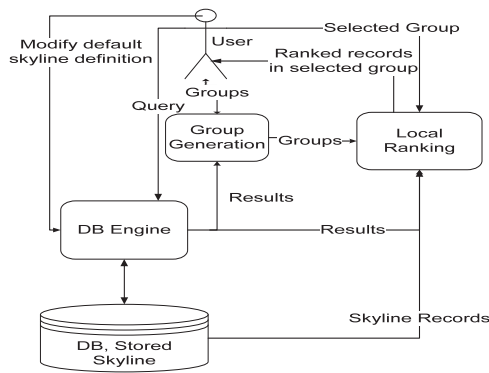 Selected Group
Modify default
skyline definition
User
Ranked records
in selected group
Groups
Query
Group
Generation
Groups
Local
Ranking
Results
DB Engine
Results
Skyline Records
DB, Stored
Skyline